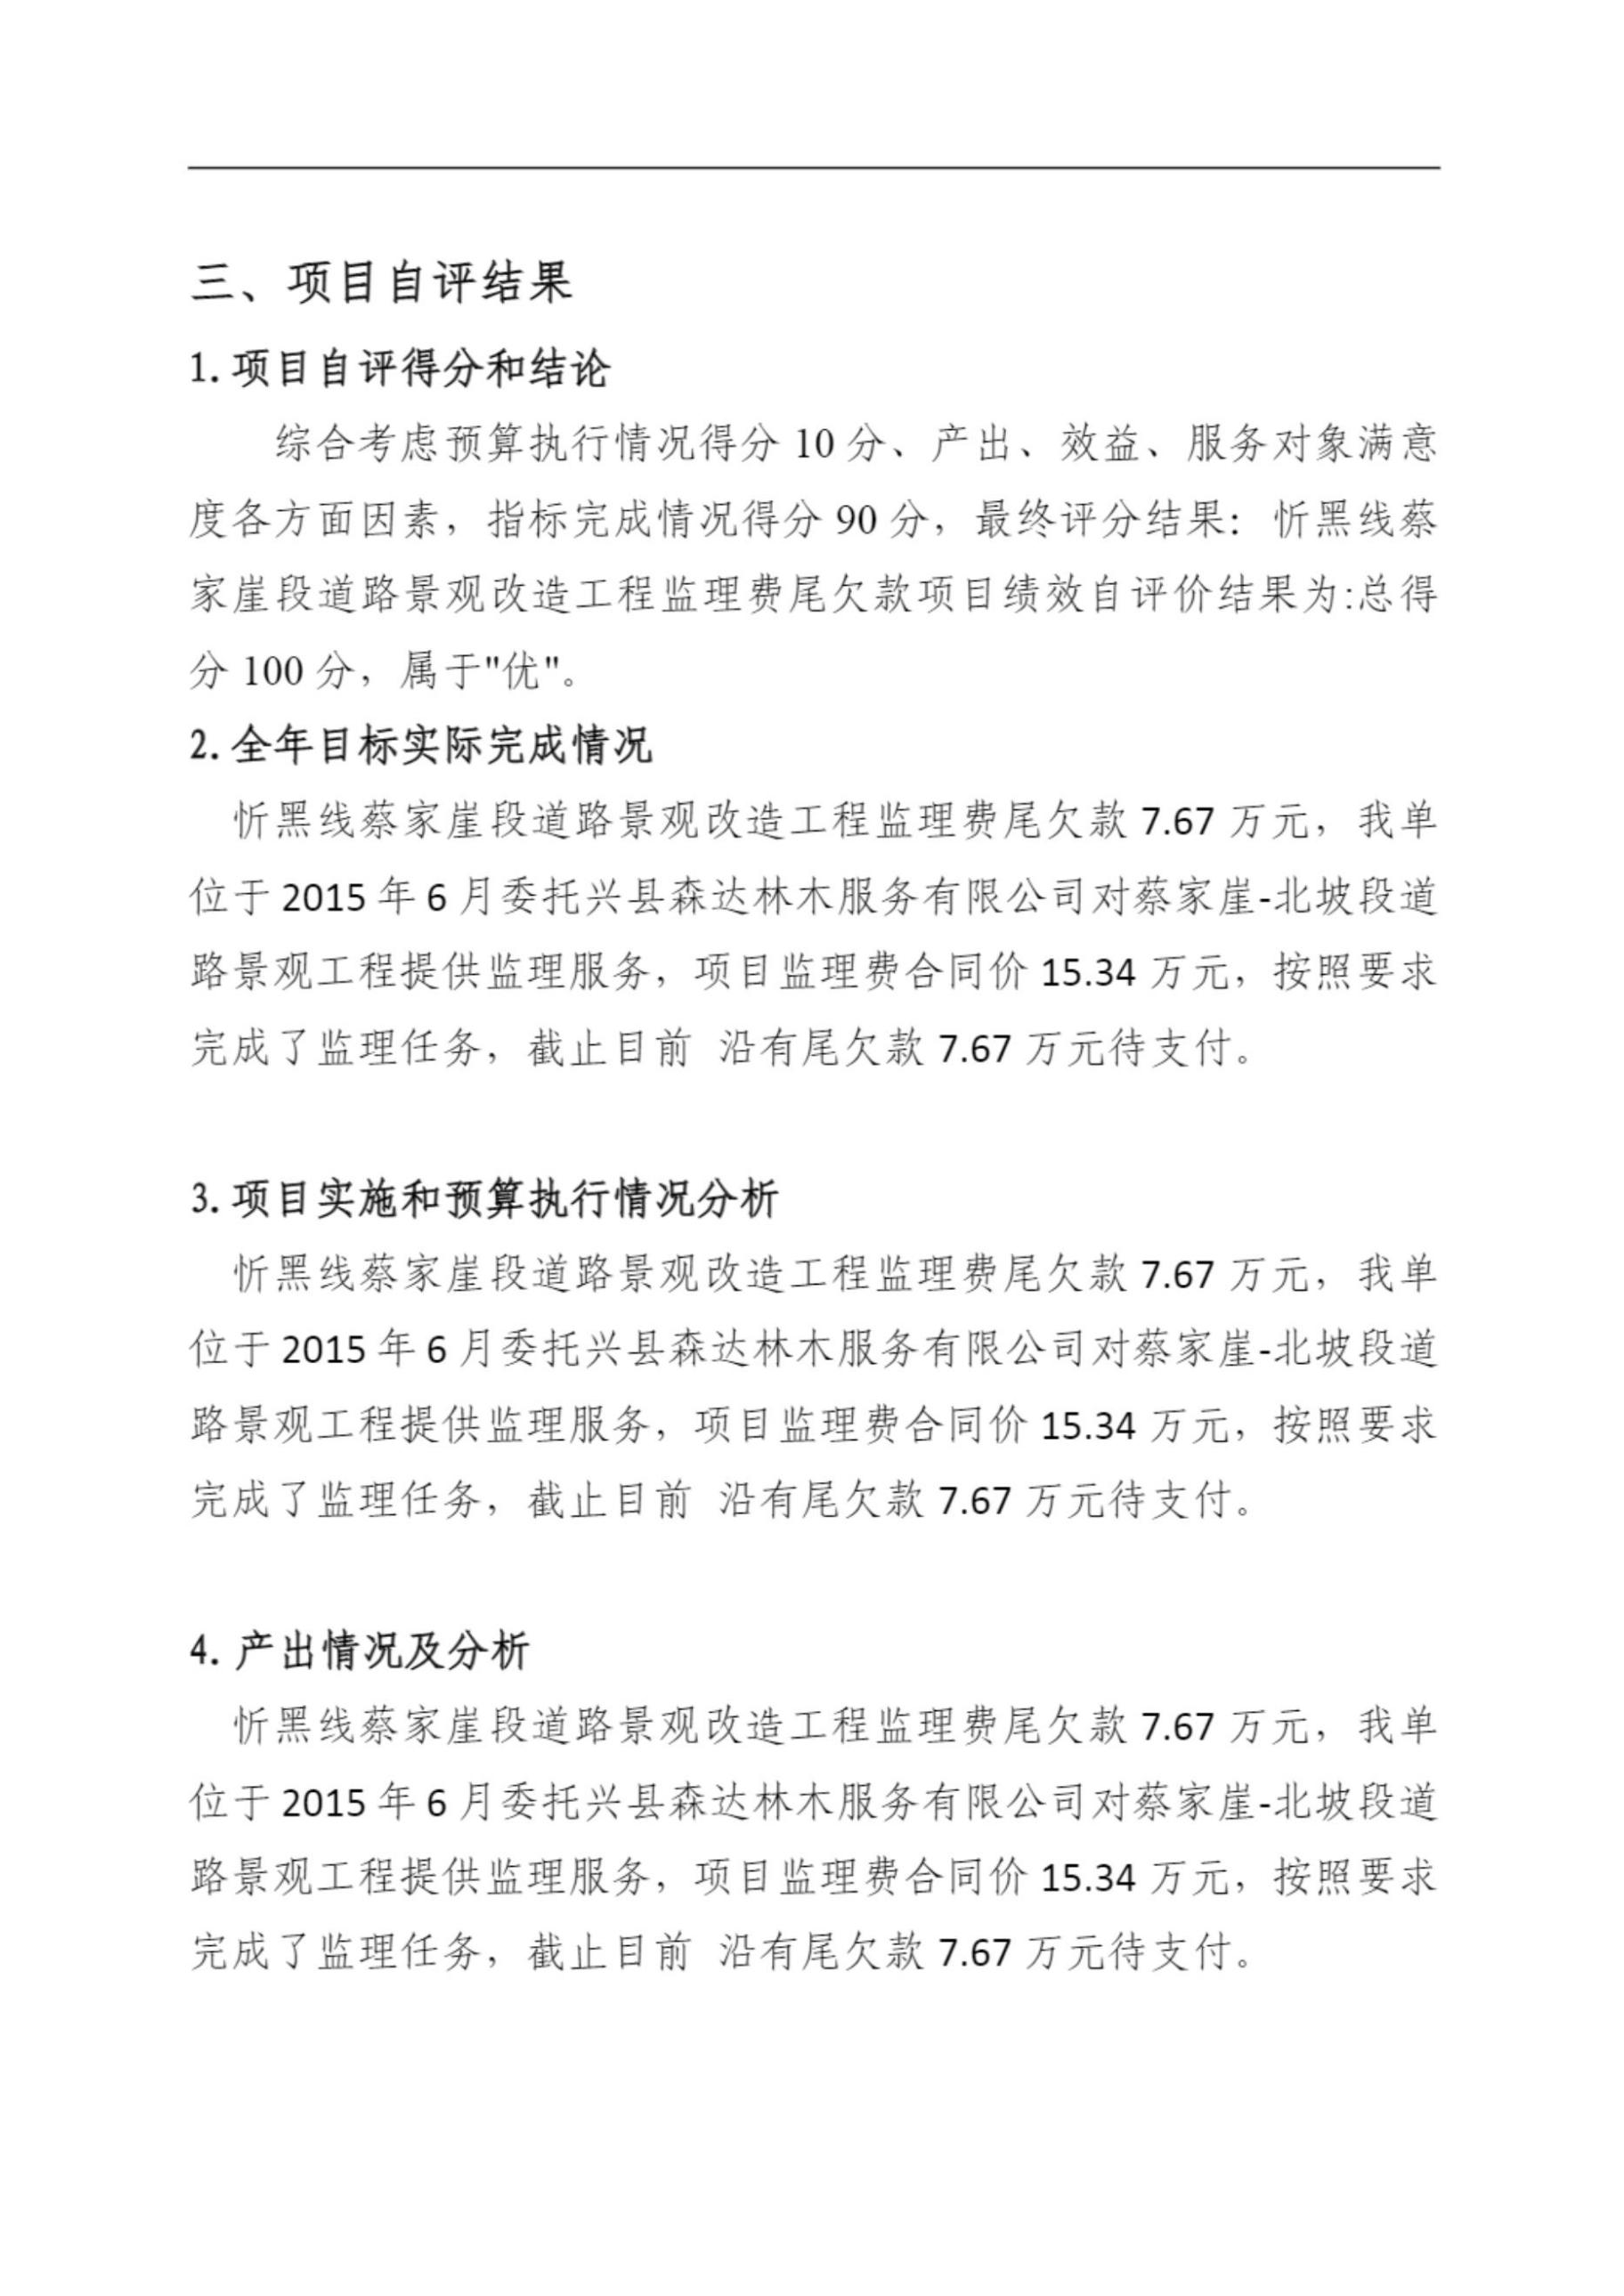 三、项目自评结果
1.项目自评得分和结论
综合考虑预算执行情况得分 10 分、产出、效益、服务对象满意
度各方面因素，指标完成情况得分 90 分，最终评分结果：忻黑线蔡
家崖段道路景观改造工程监理费尾欠款项目绩效自评价结果为:总得
分 100 分，属于"优"。
2.全年目标实际完成情况
忻黑线蔡家崖段道路景观改造工程监理费尾欠款 7.67 万元，我单
位于 2015 年 6 月委托兴县森达林木服务有限公司对蔡家崖-北坡段道
路景观工程提供监理服务，项目监理费合同价 15.34 万元，按照要求
完成了监理任务，截止目前 沿有尾欠款 7.67 万元待支付。
3.项目实施和预算执行情况分析
忻黑线蔡家崖段道路景观改造工程监理费尾欠款 7.67 万元，我单
位于 2015 年 6 月委托兴县森达林木服务有限公司对蔡家崖-北坡段道
路景观工程提供监理服务，项目监理费合同价 15.34 万元，按照要求
完成了监理任务，截止目前 沿有尾欠款 7.67 万元待支付。
4.产出情况及分析
忻黑线蔡家崖段道路景观改造工程监理费尾欠款 7.67 万元，我单
位于 2015 年 6 月委托兴县森达林木服务有限公司对蔡家崖-北坡段道
路景观工程提供监理服务，项目监理费合同价 15.34 万元，按照要求
完成了监理任务，截止目前 沿有尾欠款 7.67 万元待支付。